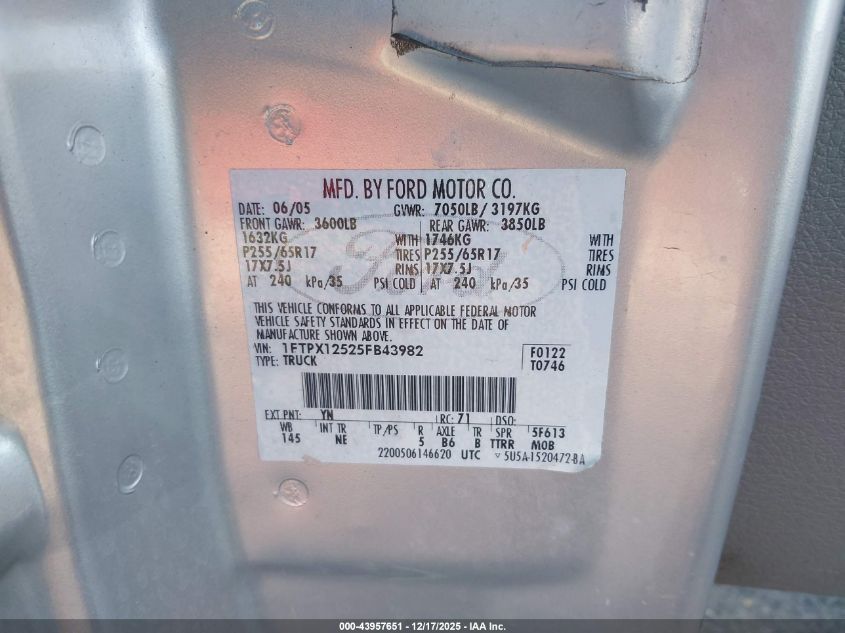 MFD. BY FORD MOTOR CO.
DATE: 06/05 GVWR: 7050LB/ 3197KG
FRONT GAWR: 3600LB REAR GAWR: 3850LB
1632KG WITH 1746KG WITH
P255/65R17 TIRES P255/65R17 TIRES
17X7.5J RIMS 17X7.5J RIMS
AT 240 kPa/35 PSI COLD AT 240 kPa/35 PSI COLD
THIS VEHICLE CONFORMS TO ALL APPLICABLE FEDERAL MOTOR
VEHICLE SAFETY STANDARDS IN EFFECT ON THE DATE OF
MANUFACTURE SHOWN ABOVE.
VIN: 1FTPX12525FB43982 F0122
TYPE: TRUCK T0746
EXT PNT: YN RC: 71 DSO:
WB INT TR TP/PS R AXLE TR SPR 5F613
145 NE 5 B6 B TTRR MOB
2200506146620 UTC ▽ 5U5A-1520472-BA
Ford
000-43957651 - 12/17/2025 - IAA Inc.